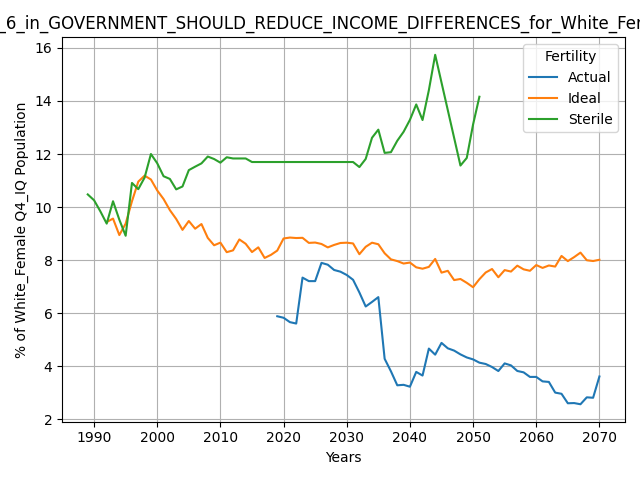 _6_in_GOVERNMENT_SHOULD_REDUCE_INCOME_DIFFERENCES_for_White_Fe
Fertility
Actual
Ideal
Sterile
% of White_Female Q4_IQ Population
16
14
12
10
8
6
4
2
1990 2000 2010 2020 2030 2040 2050 2060 2070
Years